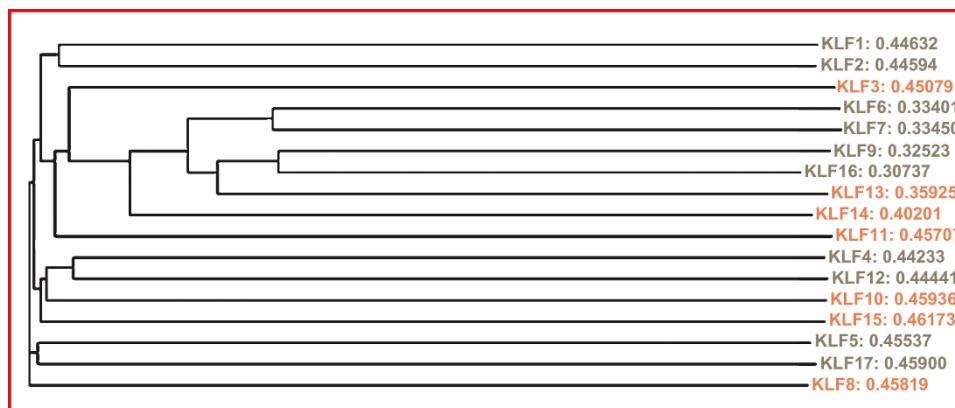 KLF1: 0.44632
KLF2: 0.44594
KLF3: 0.45079
KLF6: 0.33401
KLF7: 0.33450
KLF9: 0.32523
KLF16: 0.30737
KLF13: 0.35925
KLF14: 0.40201
KLF11: 0.45707
KLF4: 0.44233
KLF12: 0.44441
KLF10: 0.45936
KLF15: 0.46173
KLF5: 0.45537
KLF17: 0.45900
KLF8: 0.45819